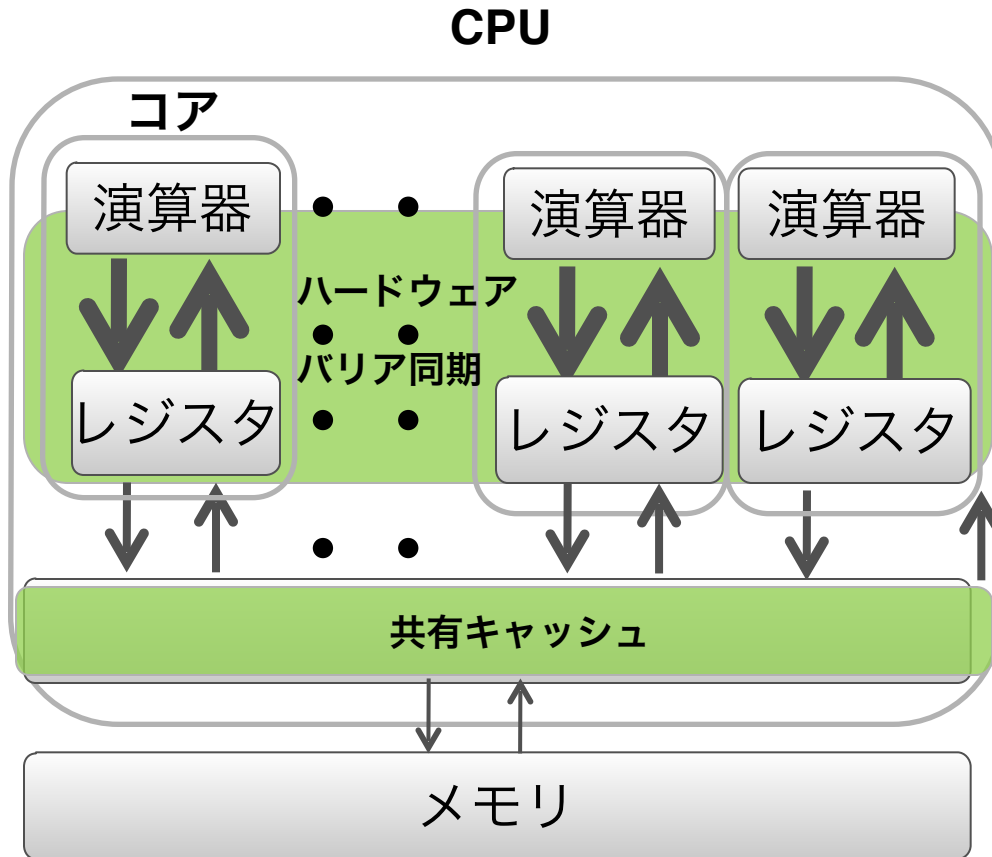 CPU
コア
演算器
演算器
演算器
ハードウェア
バリア同期
レジスタ
レジスタ
レジスタ
共有キャッシュ
メモリ